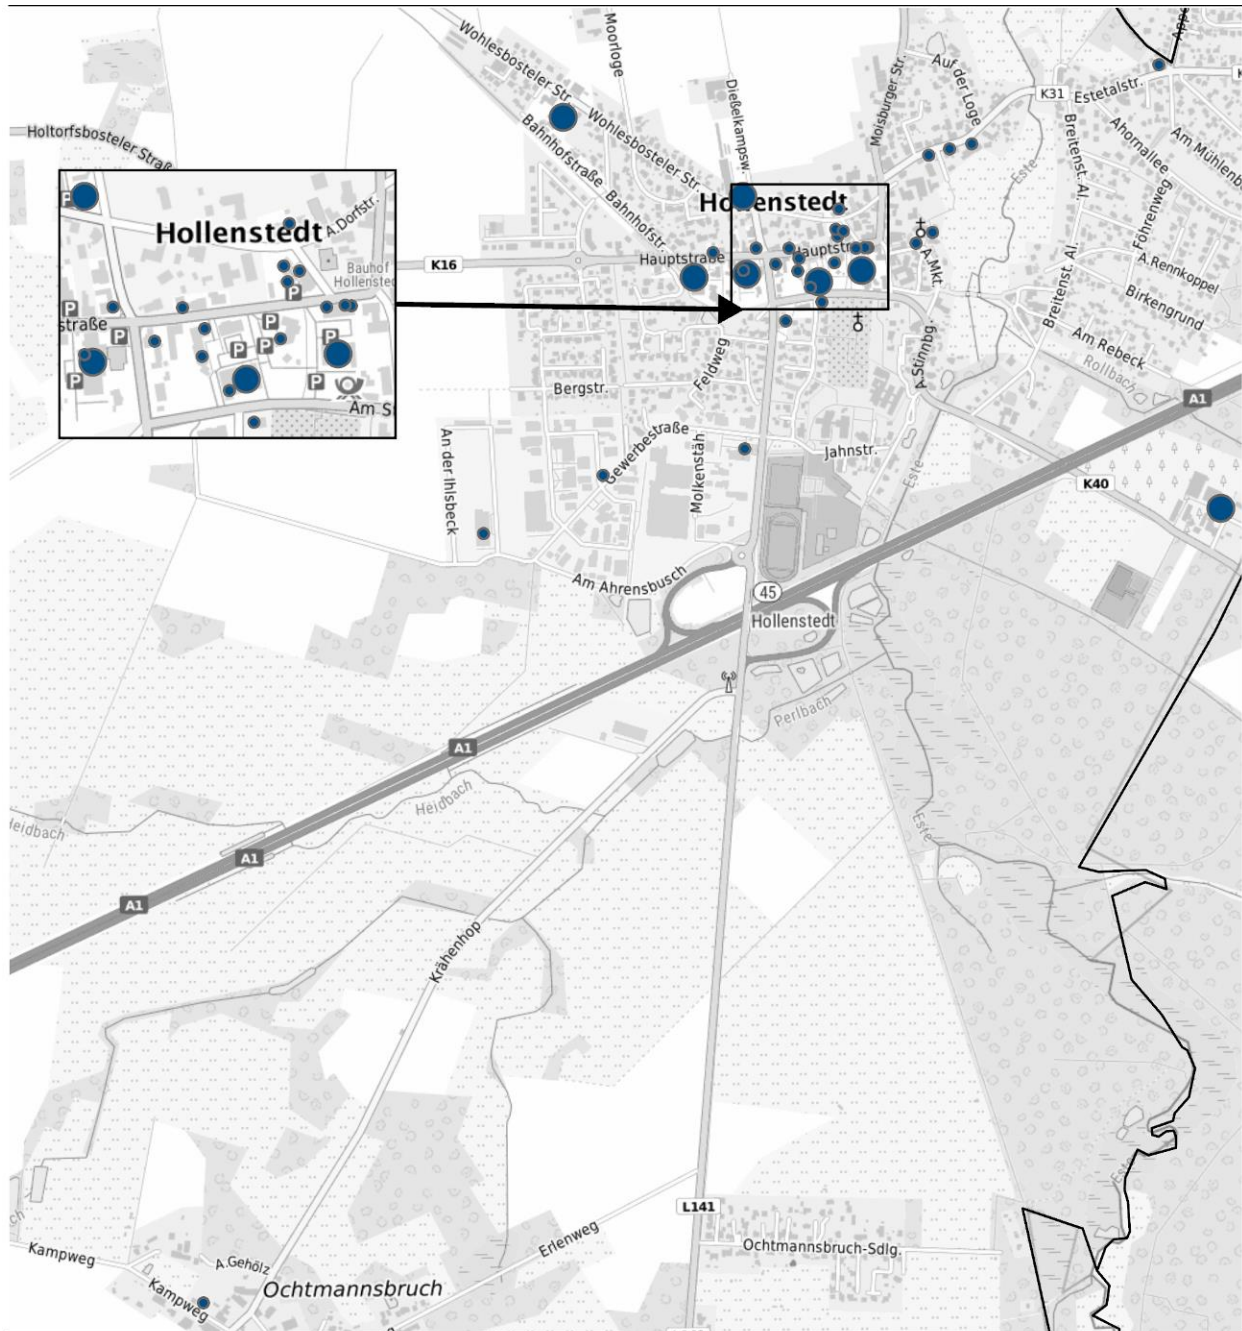 Wohlesbosteler Str.
Moorloge
Dießelkampsw.
Moisburger Str.
Auf der Loge
K31
Estetalstr.
Holtorfsbosteler Straße
Bahnhofstraße
Wohlesbosteler Str.
Breitenst. Al.
Ahornallee
Am Mühlenb
Este
Föhrenweg
P
Hollenstedt
A.Dorfstr.
Bauhof
Hollenstedt
P
P
straße
P
P
P
P
P
P
Am S
Bahnhofstr.
Hollenstedt
K16
Hauptstraße
Hauptstr
A.Mkt
A.Rennkoppel
Birkengrund
Breitenst. Al.
Am Rebeck
Rollbach
Feldweg
A.Stinnbg.
Bergstr.
A1
An der Ihlsbeck
Gewerbestraße
Molkenstäh
Jahnstr.
Este
K40
Am Ahrensbusch
45
Hollenstedt
Perlbach
A1
Heidbach
Heidbach
Este
A1
A1
Krähenhop
Este
L141
Erlenweg
Ochtmannsbruch-Sdlg.
Kampweg
A.Gehölz
Kampweg
Ochtmannsbruch